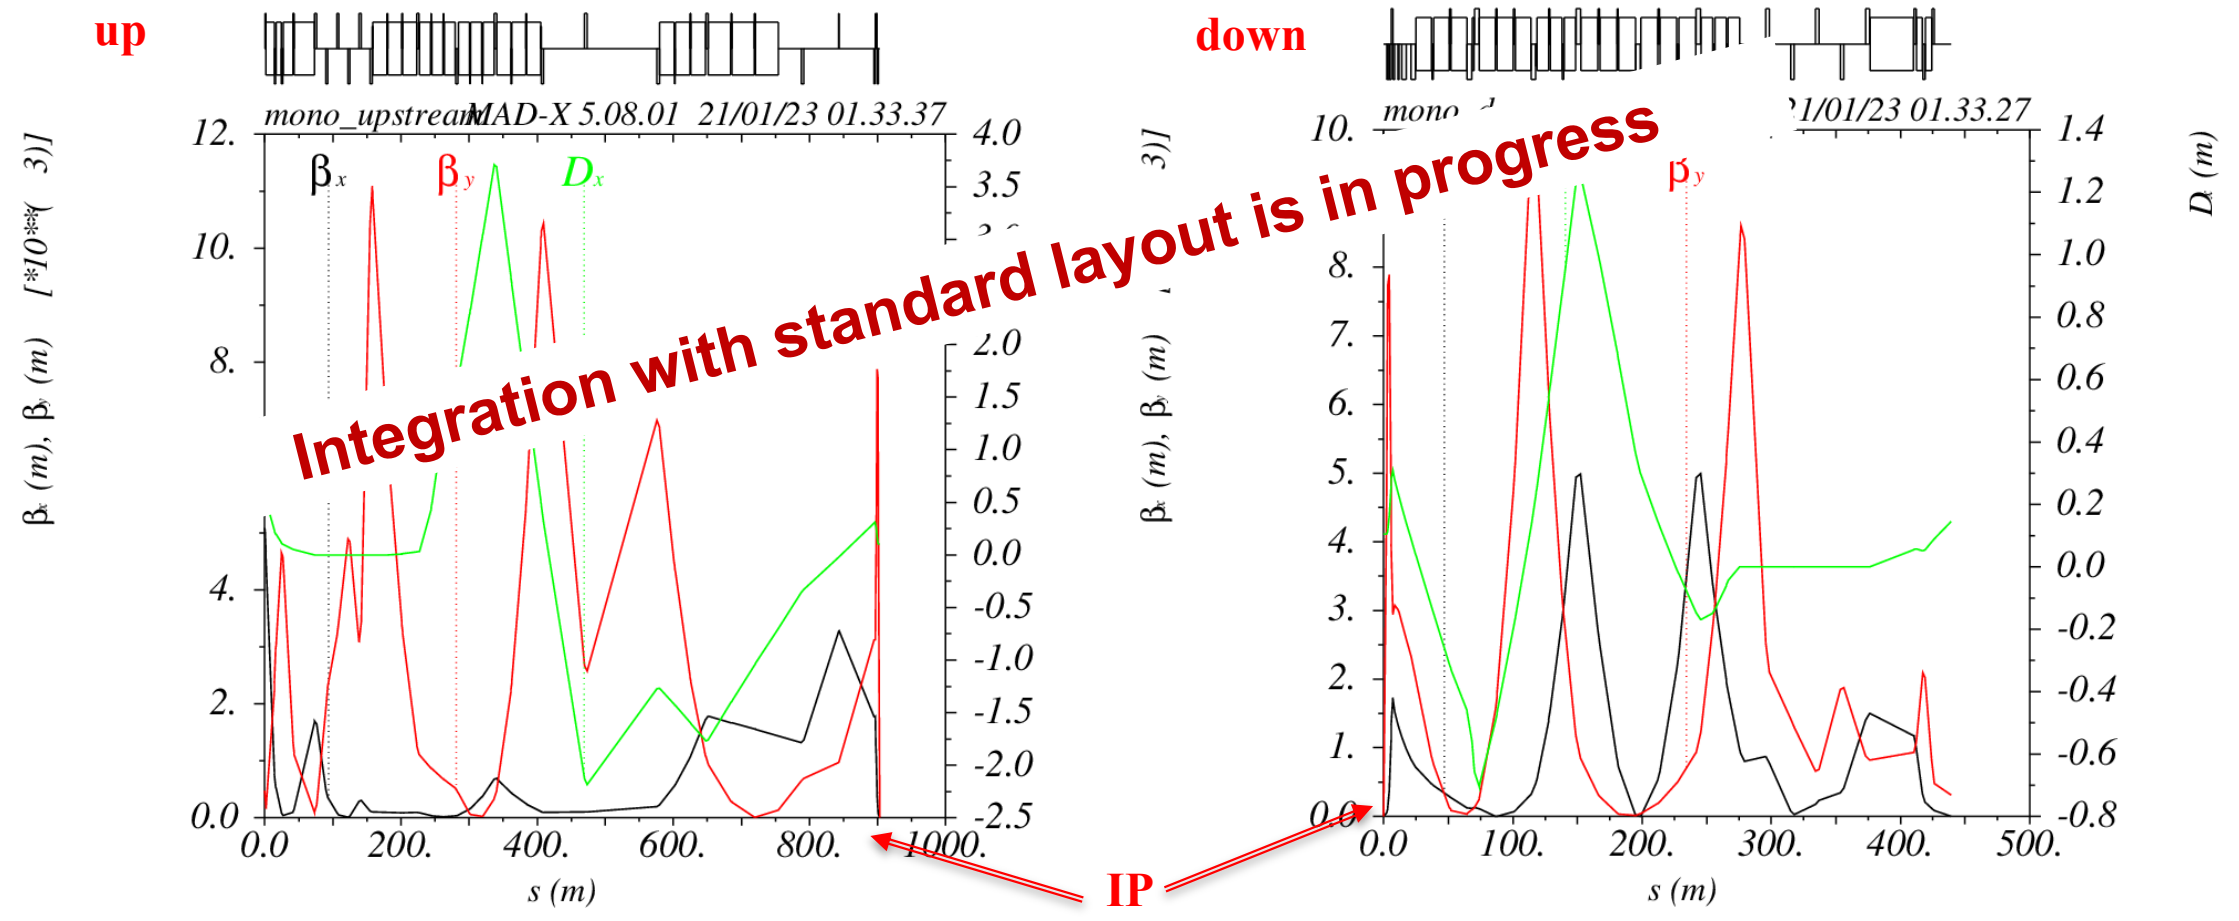 up
down
mono_upstream MAD-X 5.08.01 21/01/23 01.33.37
mono_d 21/01/23 01.33.27
Integration with standard layout is in progress
βx βy Dx
βy
12.
10.
8.
4.
2.
0.0
βx (m), βy (m) [*10**( 3)]
4.0
3.5
2.0
1.5
1.0
0.5
0.0
-0.5
-1.0
-1.5
-2.0
-2.5
0.0 200. 400. 600. 800. 1000.
s (m)
10.
8.
7.
6.
5.
4.
3.
2.
1.
0.0
βx (m), βy (m) 3)]
1.4
1.2
1.0
0.8
0.6
0.4
0.2
0.0
-0.2
-0.4
-0.6
-0.8
Dx (m)
0.0 100. 200. 300. 400. 500.
s (m)
IP